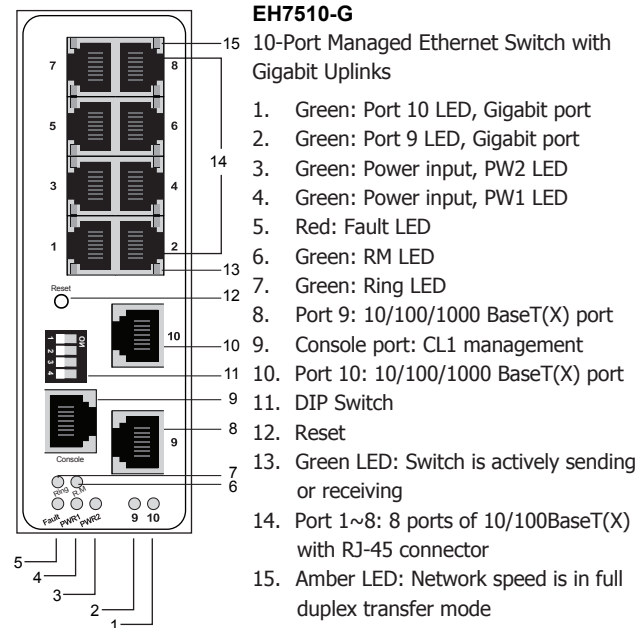 EH7510-G
10-Port Managed Ethernet Switch with
Gigabit Uplinks
1. Green: Port 10 LED, Gigabit port
2. Green: Port 9 LED, Gigabit port
3. Green: Power input, PW2 LED
4. Green: Power input, PW1 LED
5. Red: Fault LED
6. Green: RM LED
7. Green: Ring LED
8. Port 9: 10/100/1000 BaseT(X) port
9. Console port: CL1 management
10. Port 10: 10/100/1000 BaseT(X) port
11. DIP Switch
12. Reset
13. Green LED: Switch is actively sending
or receiving
14. Port 1~8: 8 ports of 10/100BaseT(X)
with RJ-45 connector
15. Amber LED: Network speed is in full
duplex transfer mode
7 8
5 6
3 4
1 2
Reset
ON
1
2
3
4
10
9
Console
Ring R.M
Fault PWR1 PWR2 9 10
15
14
13
12
10
11
9
8
7
6
5
4
3
2
1